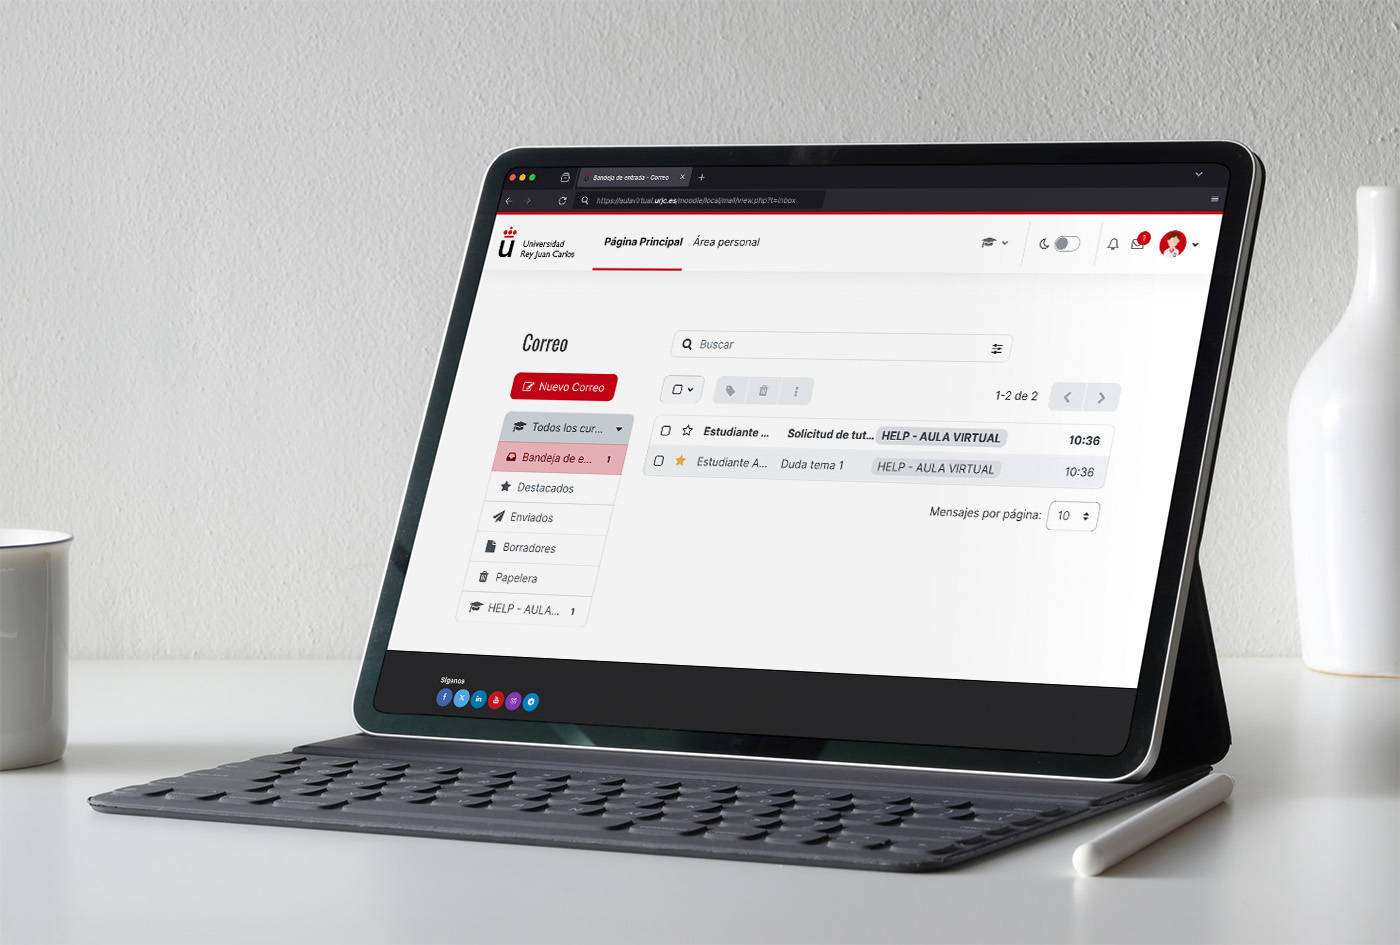 Bandeja de entrada - Correo
https://aulavirtual.urjc.es/moodle/local/mail/view.php?t=inbox
Universidad
Rey Juan Carlos
Página Principal
Área personal
1
Correo
Buscar
Nuevo Correo
1-2 de 2
Todos los cur...
Bandeja de e... 1
Destacados
Enviados
Borradores
Papelera
HELP - AULA... 1
Estudiante ... Solicitud de tut... HELP - AULA VIRTUAL 10:36
Estudiante A... Duda tema 1 HELP - AULA VIRTUAL 10:36
Mensajes por página: 10
Síganos